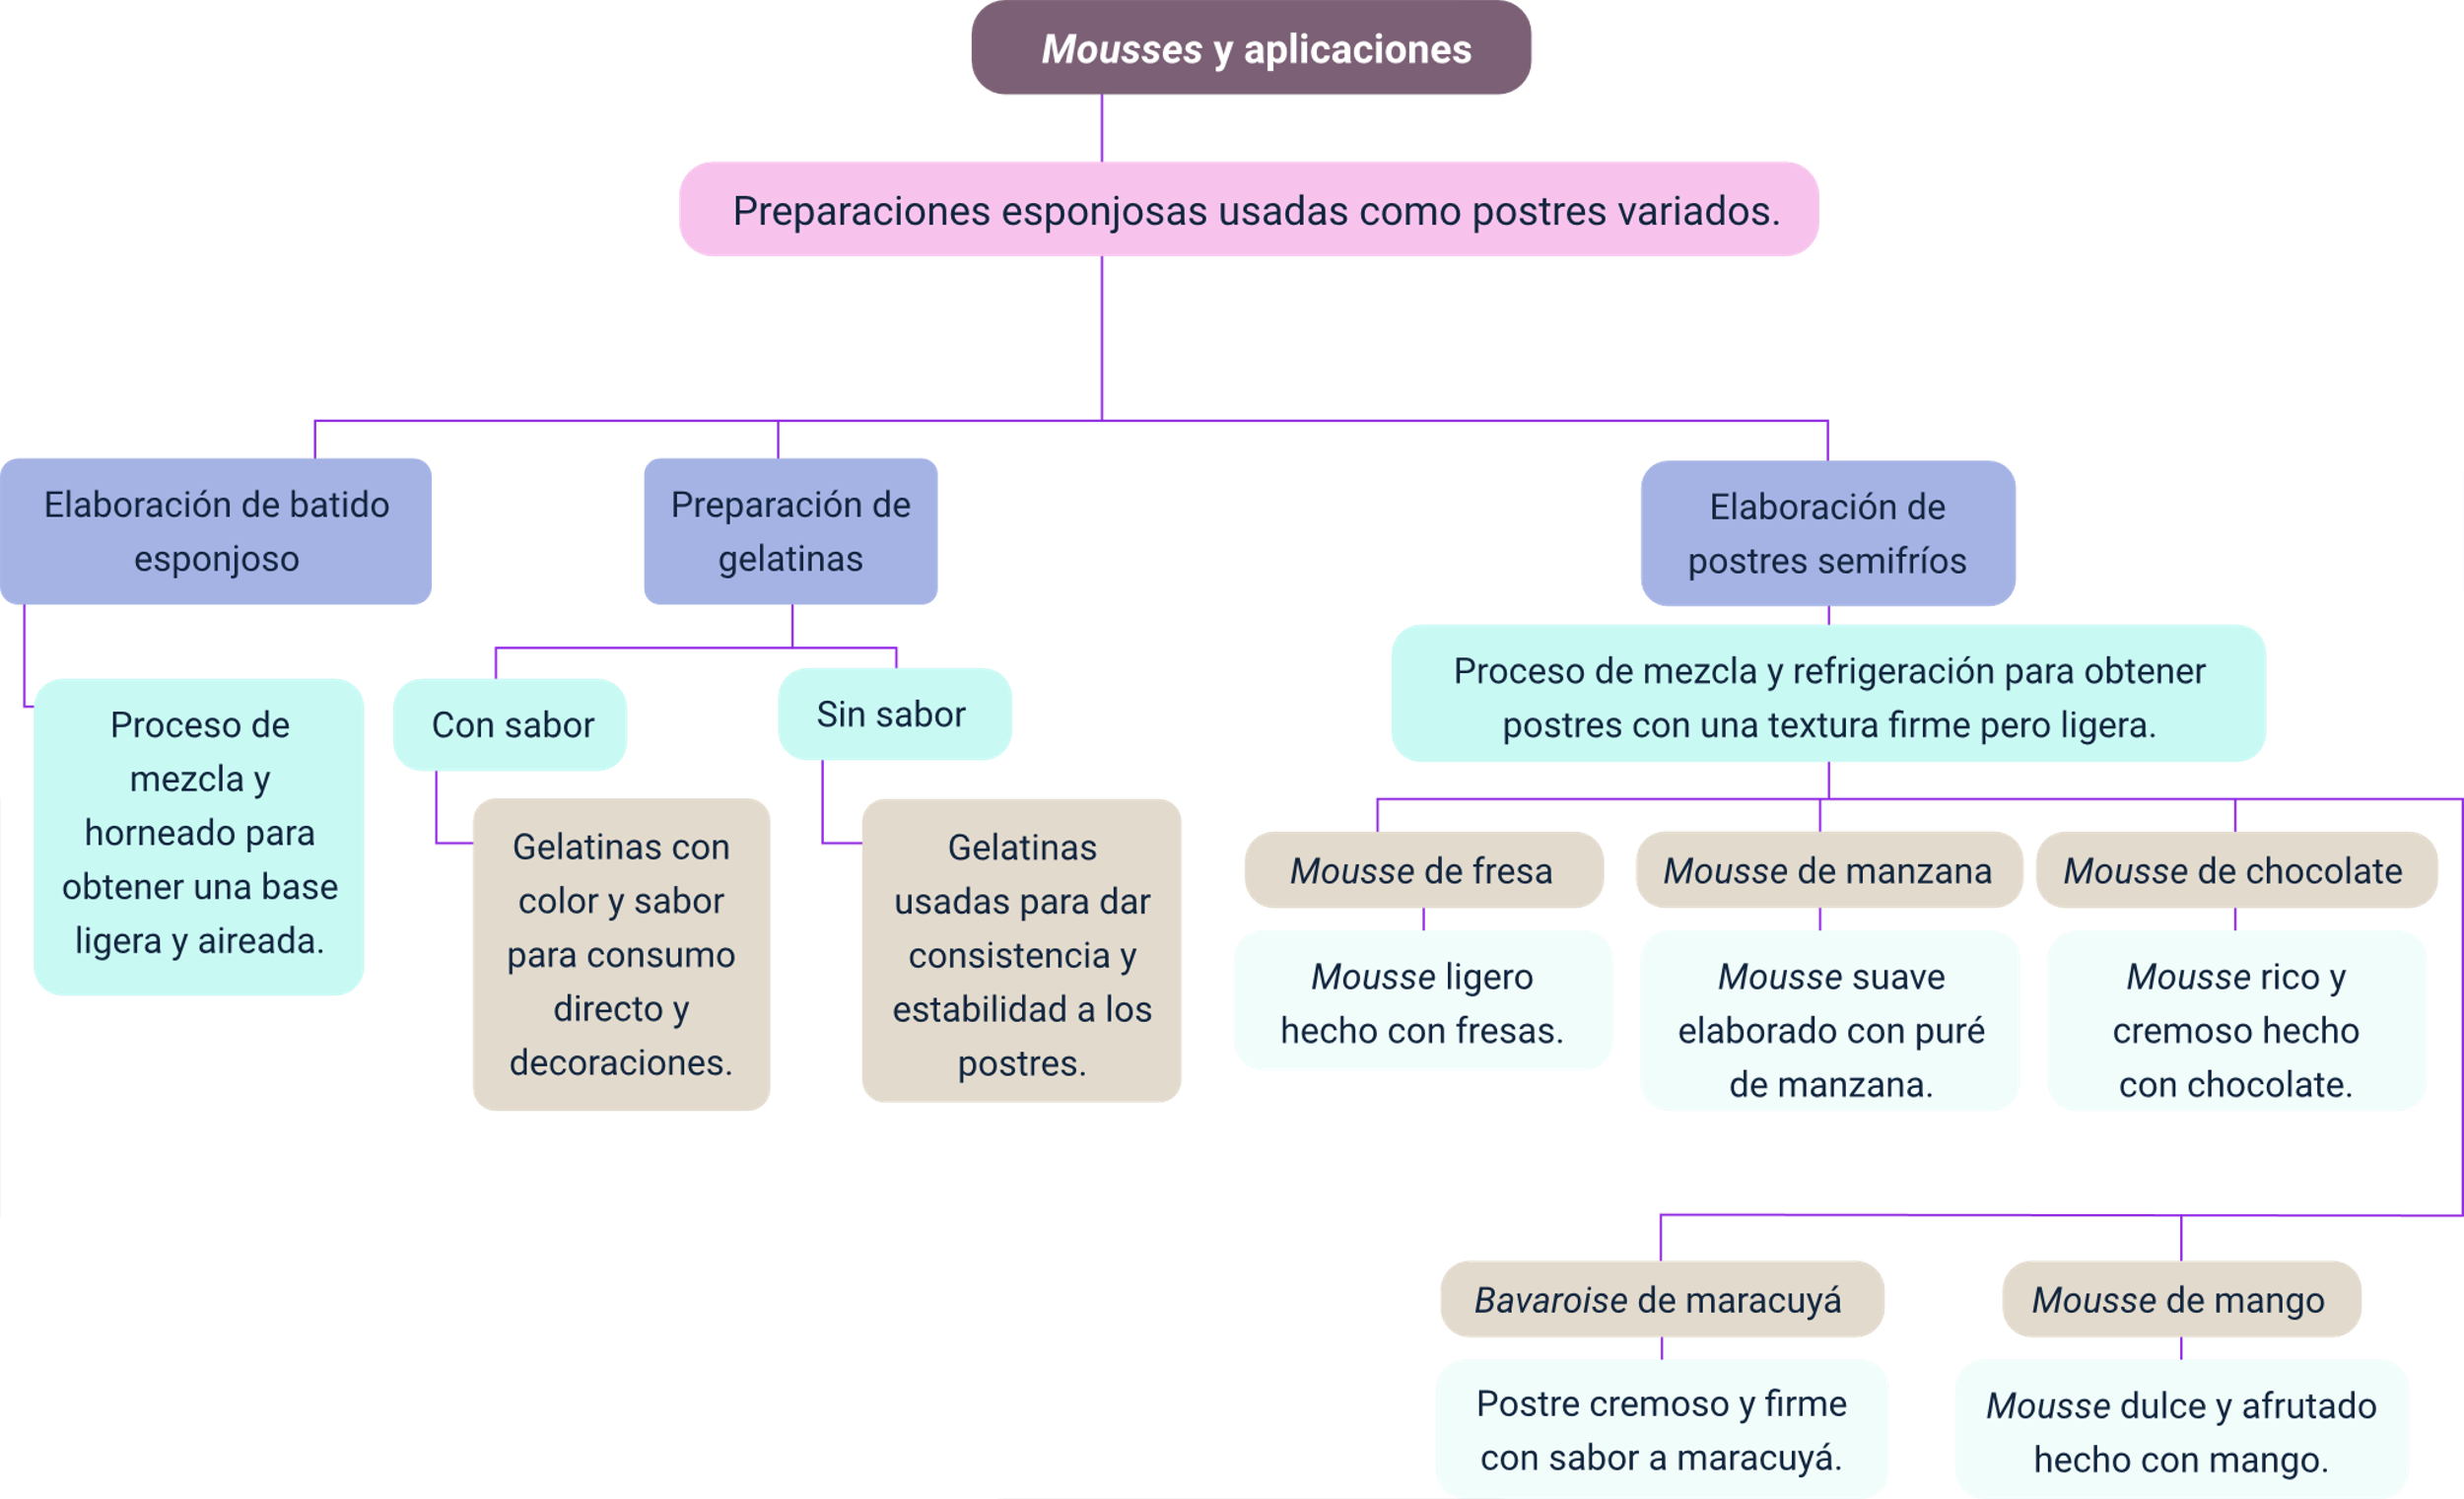 Mousses y aplicaciones
Preparaciones esponjosas usadas como postres variados.
Elaboración de batido
esponjoso
Proceso de
mezcla y
horneado para
obtener una base
ligera y aireada.
Preparación de
gelatinas
Con sabor
Gelatinas con
color y sabor
para consumo
directo y
decoraciones.
Sin sabor
Gelatinas
usadas para dar
consistencia y
estabilidad a los
postres.
Elaboración de
postres semifríos
Proceso de mezcla y refrigeración para obtener
postres con una textura firme pero ligera.
Mousse de fresa
Mousse ligero
hecho con fresas.
Mousse de manzana
Mousse suave
elaborado con puré
de manzana.
Mousse de chocolate
Mousse rico y
cremoso hecho
con chocolate.
Bavaroise de maracuyá
Postre cremoso y firme
con sabor a maracuyá.
Mousse de mango
Mousse dulce y afrutado
hecho con mango.